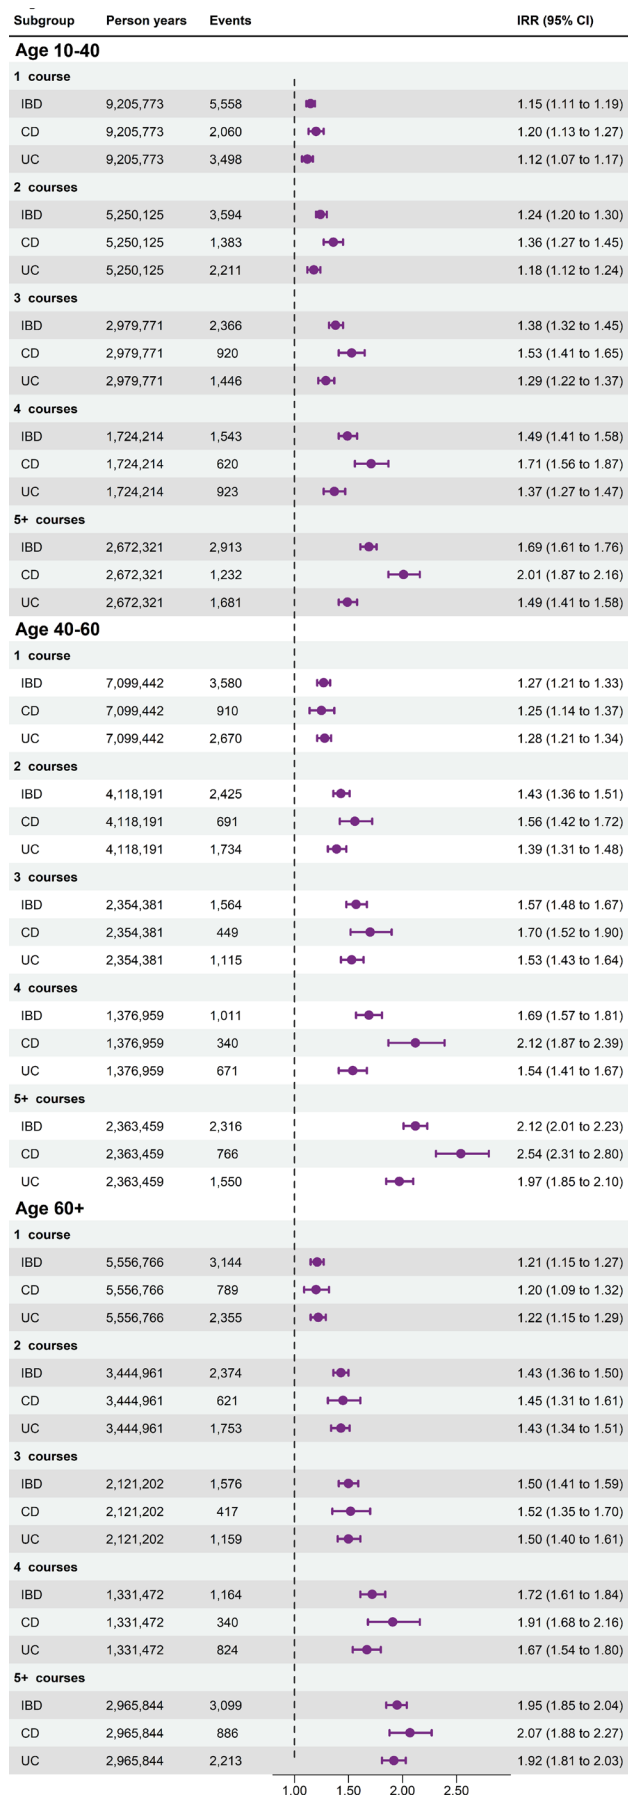 Subgroup Person years Events IRR (95% CI)
Age 10-40
1 course
IBD 9,205,773 5,558 1.15 (1.11 to 1.19)
CD 9,205,773 2,060 1.20 (1.13 to 1.27)
UC 9,205,773 3,498 1.12 (1.07 to 1.17)
2 courses
IBD 5,250,125 3,594 1.24 (1.20 to 1.30)
CD 5,250,125 1,383 1.36 (1.27 to 1.45)
UC 5,250,125 2,211 1.18 (1.12 to 1.24)
3 courses
IBD 2,979,771 2,366 1.38 (1.32 to 1.45)
CD 2,979,771 920 1.53 (1.41 to 1.65)
UC 2,979,771 1,446 1.29 (1.22 to 1.37)
4 courses
IBD 1,724,214 1,543 1.49 (1.41 to 1.58)
CD 1,724,214 620 1.71 (1.56 to 1.87)
UC 1,724,214 923 1.37 (1.27 to 1.47)
5+ courses
IBD 2,672,321 2,913 1.69 (1.61 to 1.76)
CD 2,672,321 1,232 2.01 (1.87 to 2.16)
UC 2,672,321 1,681 1.49 (1.41 to 1.58)
Age 40-60
1 course
IBD 7,099,442 3,580 1.27 (1.21 to 1.33)
CD 7,099,442 910 1.25 (1.14 to 1.37)
UC 7,099,442 2,670 1.28 (1.21 to 1.34)
2 courses
IBD 4,118,191 2,425 1.43 (1.36 to 1.51)
CD 4,118,191 691 1.56 (1.42 to 1.72)
UC 4,118,191 1,734 1.39 (1.31 to 1.48)
3 courses
IBD 2,354,381 1,564 1.57 (1.48 to 1.67)
CD 2,354,381 449 1.70 (1.52 to 1.90)
UC 2,354,381 1,115 1.53 (1.43 to 1.64)
4 courses
IBD 1,376,959 1,011 1.69 (1.57 to 1.81)
CD 1,376,959 340 2.12 (1.87 to 2.39)
UC 1,376,959 671 1.54 (1.41 to 1.67)
5+ courses
IBD 2,363,459 2,316 2.12 (2.01 to 2.23)
CD 2,363,459 766 2.54 (2.31 to 2.80)
UC 2,363,459 1,550 1.97 (1.85 to 2.10)
Age 60+
1 course
IBD 5,556,766 3,144 1.21 (1.15 to 1.27)
CD 5,556,766 789 1.20 (1.09 to 1.32)
UC 5,556,766 2,355 1.22 (1.15 to 1.29)
2 courses
IBD 3,444,961 2,374 1.43 (1.36 to 1.50)
CD 3,444,961 621 1.45 (1.31 to 1.61)
UC 3,444,961 1,753 1.43 (1.34 to 1.51)
3 courses
IBD 2,121,202 1,576 1.50 (1.41 to 1.59)
CD 2,121,202 417 1.52 (1.35 to 1.70)
UC 2,121,202 1,159 1.50 (1.40 to 1.61)
4 courses
IBD 1,331,472 1,164 1.72 (1.61 to 1.84)
CD 1,331,472 340 1.91 (1.68 to 2.16)
UC 1,331,472 824 1.67 (1.54 to 1.80)
5+ courses
IBD 2,965,844 3,099 1.95 (1.85 to 2.04)
CD 2,965,844 886 2.07 (1.88 to 2.27)
UC 2,965,844 2,213 1.92 (1.81 to 2.03)
1.00 1.50 2.00 2.50